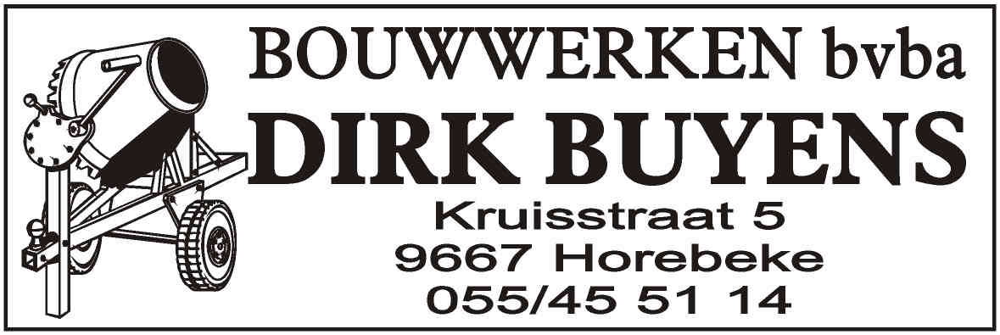 BOUWWERKEN bvba
DIRK BUYENS
Kruisstraat 5
9667 Horebeke
055/45 51 14